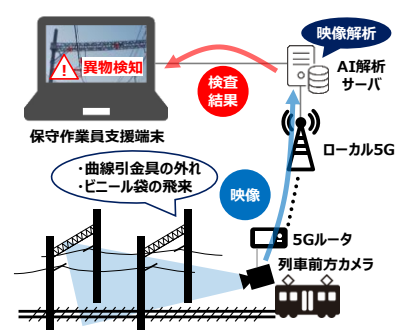 映像解析
! 異物検知
検査
結果
AI解析
サーバ
保守作業員支援端末
ローカル5G
・曲線引金具の外れ
・ビニール袋の飛来
映像
5Gルータ
列車前方カメラ